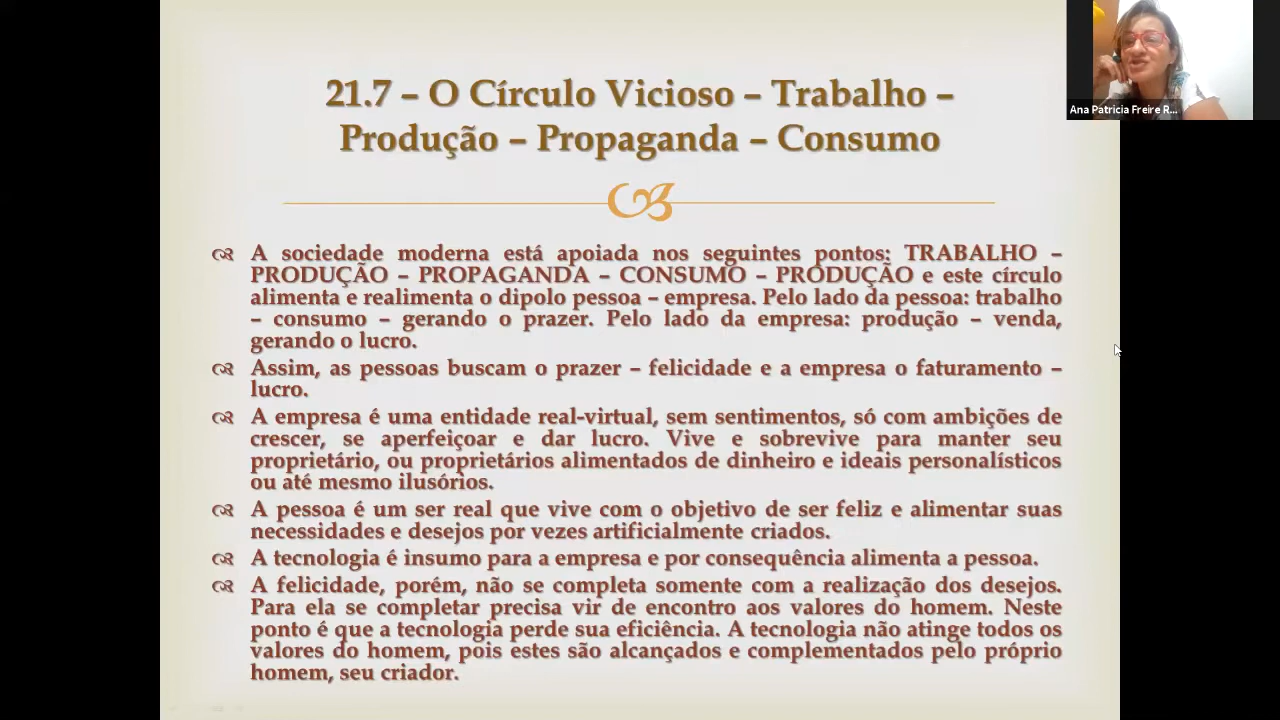 21.7 – O Círculo Vicioso – Trabalho –
Produção – Propaganda – Consumo
A sociedade moderna está apoiada nos seguintes pontos: TRABALHO –
PRODUÇÃO – PROPAGANDA – CONSUMO – PRODUÇÃO e este círculo
alimenta e realimenta o dipolo pessoa – empresa. Pelo lado da pessoa: trabalho
– consumo – gerando o prazer. Pelo lado da empresa: produção – venda,
gerando o lucro.
Assim, as pessoas buscam o prazer – felicidade e a empresa o faturamento –
lucro.
A empresa é uma entidade real-virtual, sem sentimentos, só com ambições de
crescer, se aperfeiçoar e dar lucro. Vive e sobrevive para manter seu
proprietário, ou proprietários alimentados de dinheiro e ideais personalísticos
ou até mesmo ilusórios.
A pessoa é um ser real que vive com o objetivo de ser feliz e alimentar suas
necessidades e desejos por vezes artificialmente criados.
A tecnologia é insumo para a empresa e por consequência alimenta a pessoa.
A felicidade, porém, não se completa somente com a realização dos desejos.
Para ela se completar precisa vir de encontro aos valores do homem. Neste
ponto é que a tecnologia perde sua eficiência. A tecnologia não atinge todos os
valores do homem, pois estes são alcançados e complementados pelo próprio
homem, seu criador.
Ana Patricia Freire R...